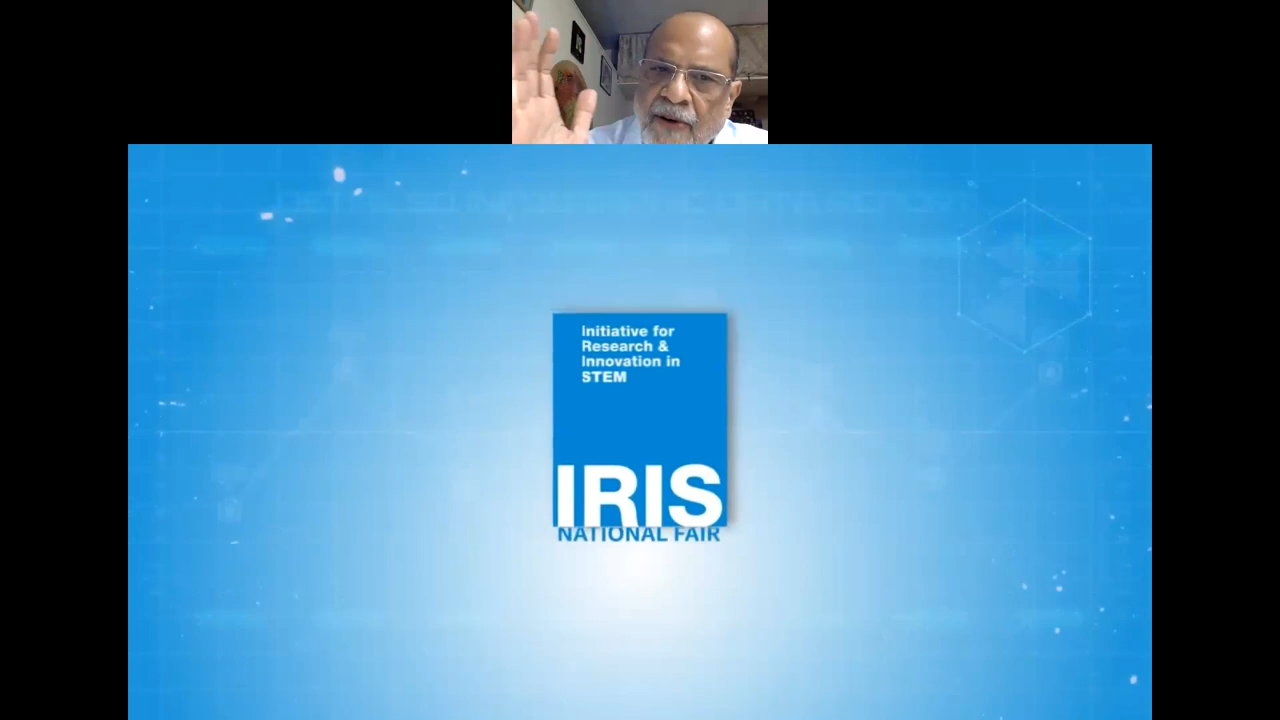 Initiative for
Research &
Innovation in
STEM
IRIS
NATIONAL FAIR